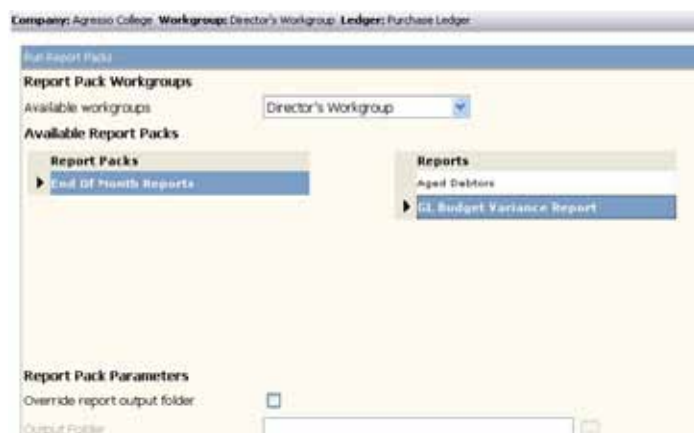 Company: Agresso College Workgroup: Director's Workgroup Ledger: Purchase Ledger
Run Report Packs
Report Pack Workgroups
Available workgroups Director's Workgroup
Available Report Packs
Report Packs Reports
End Of Month Reports Aged Debtors
GL Budget Variance Report
Report Pack Parameters
Override report output folder
Output Folder